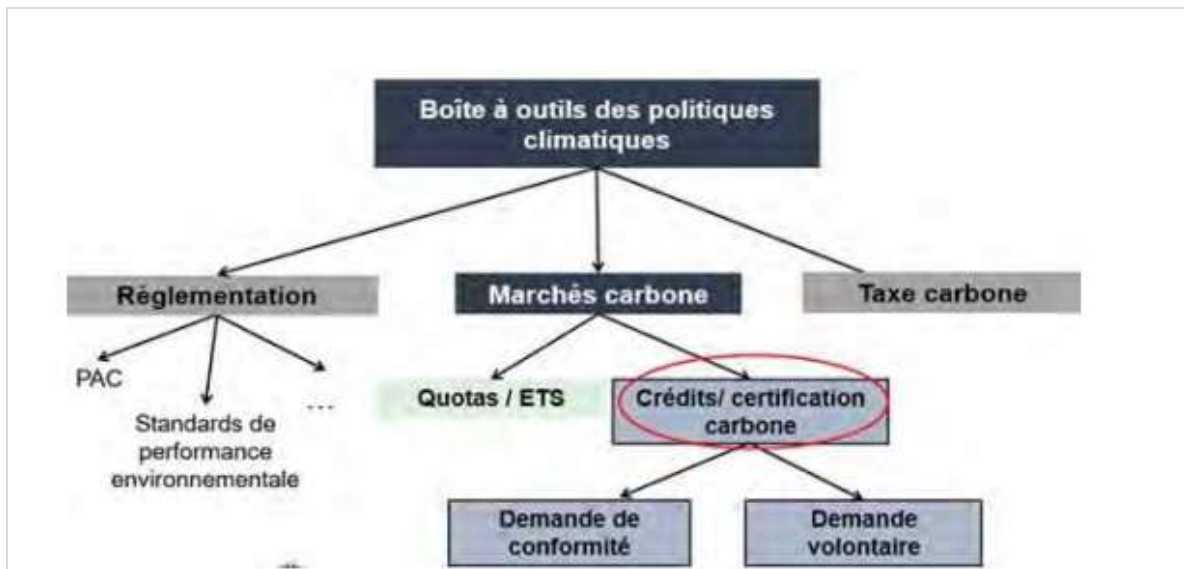 Boîte à outils des politiques
climatiques
Réglementation
Marchés carbone
Taxe carbone
PAC
Standards de
performance
environnementale
...
Quotas / ETS
Crédits/ certification
carbone
Demande de
conformité
Demande
volontaire